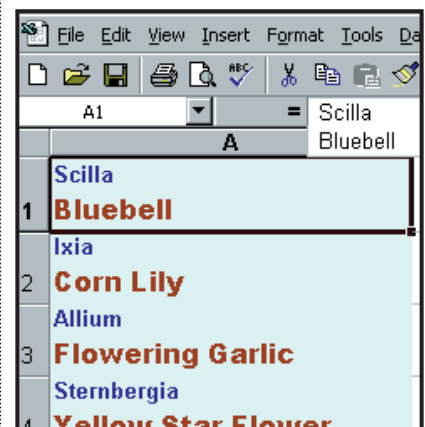 File Edit View Insert Format Tools Da
ABC
A1 = Scilla
Bluebell
A
Scilla
1 Bluebell
Ixia
2 Corn Lily
Allium
3 Flowering Garlic
Sternbergia
4 Yellow Star Flower